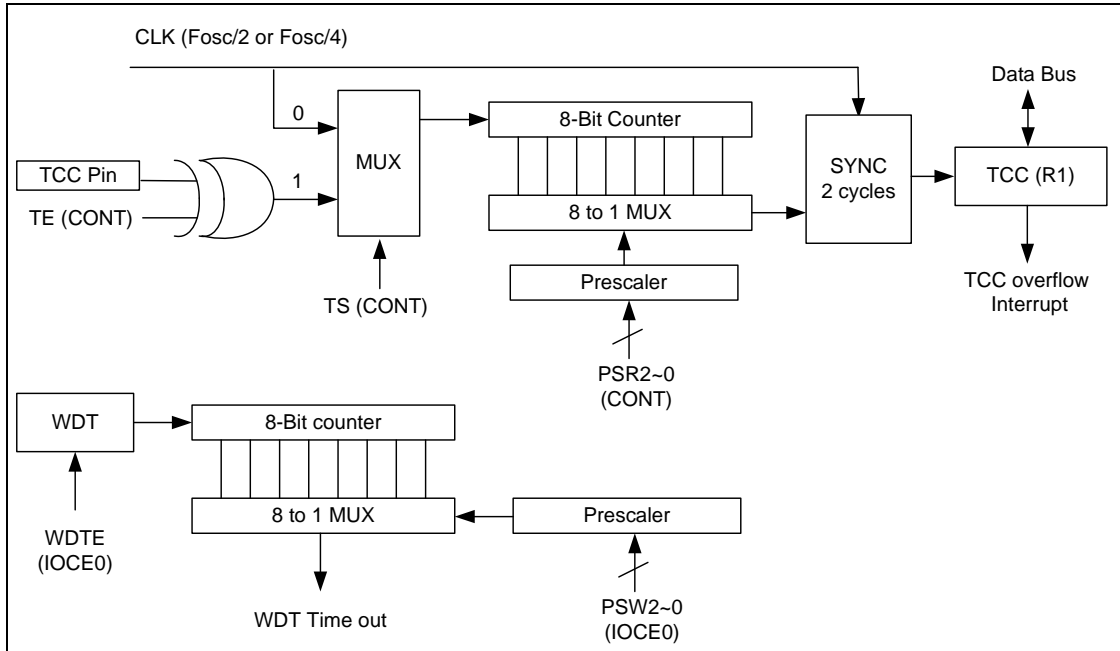 CLK (Fosc/2 or Fosc/4)
Data Bus
0
8-Bit Counter
MUX
SYNC
2 cycles
TCC (R1)
TCC Pin
1
8 to 1 MUX
TE (CONT)
Prescaler
TS (CONT)
TCC overflow
Interrupt
PSR2~0
(CONT)
WDT
8-Bit counter
8 to 1 MUX
Prescaler
WDTE
(IOCE0)
WDT Time out
PSW2~0
(IOCE0)